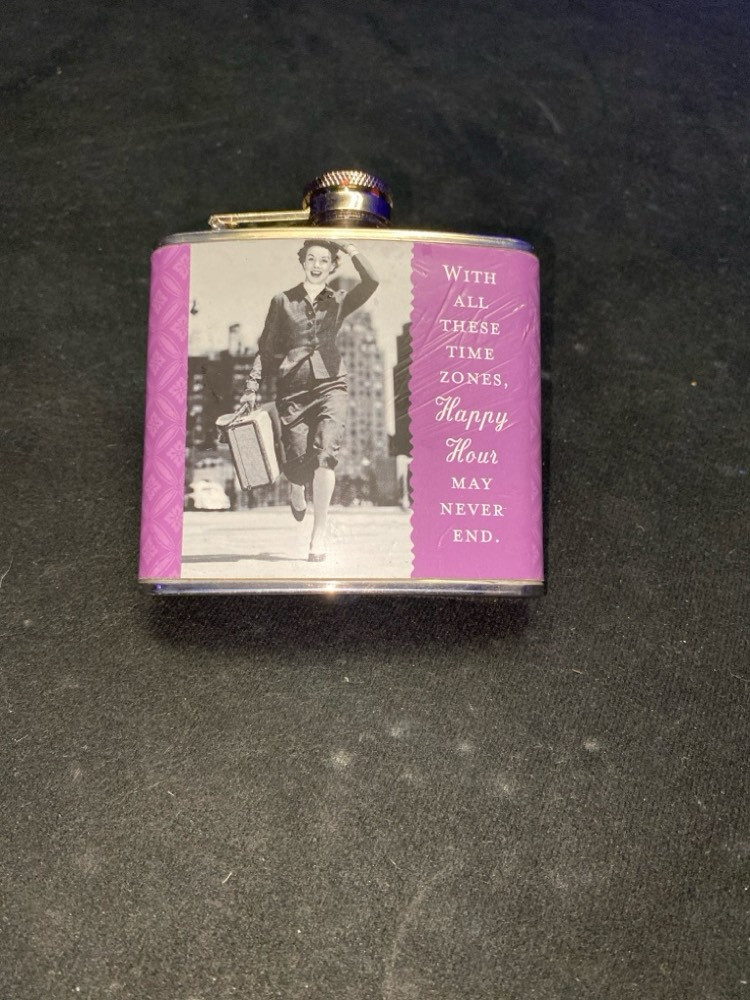 WITH
ALL
THESE
TIME
ZONES,
Happy
Hour
MAY
NEVER
END.